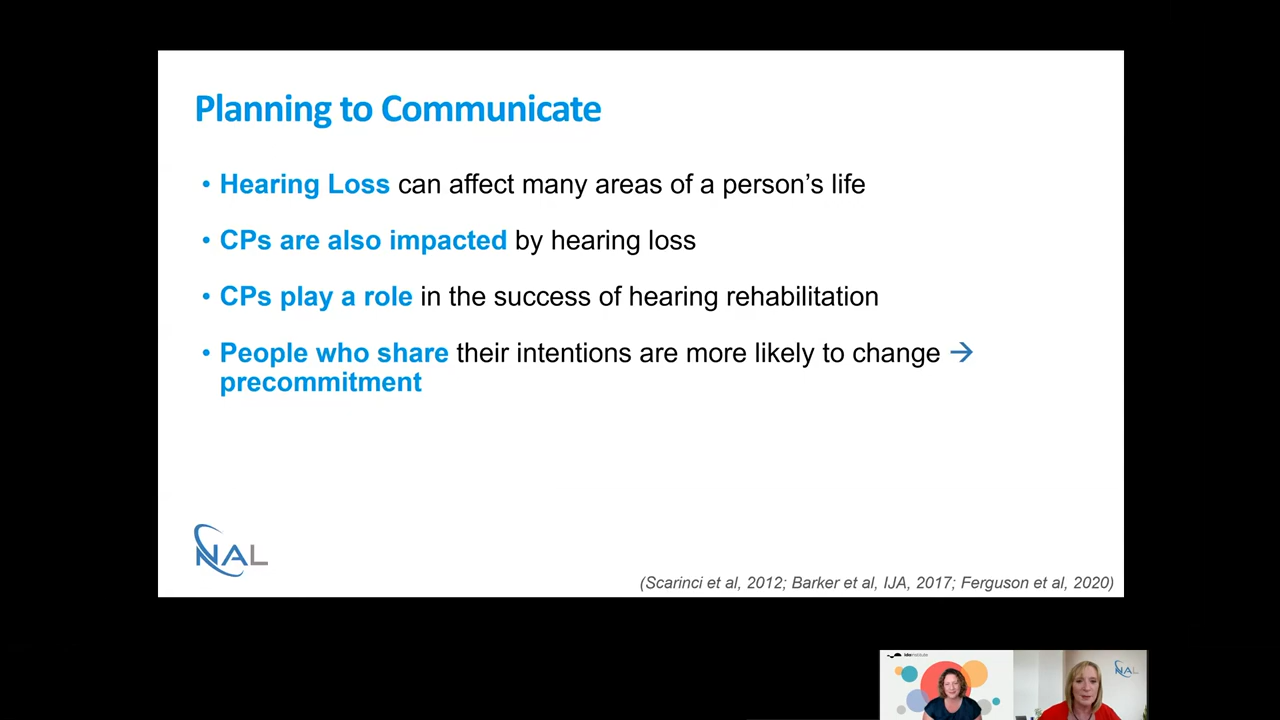 Planning to Communicate
• Hearing Loss can affect many areas of a person’s life
• CPs are also impacted by hearing loss
• CPs play a role in the success of hearing rehabilitation
• People who share their intentions are more likely to change →
precommitment
NAL
(Scarinci et al, 2012; Barker et al, IJA, 2017; Ferguson et al, 2020)
idainstitute
NAL